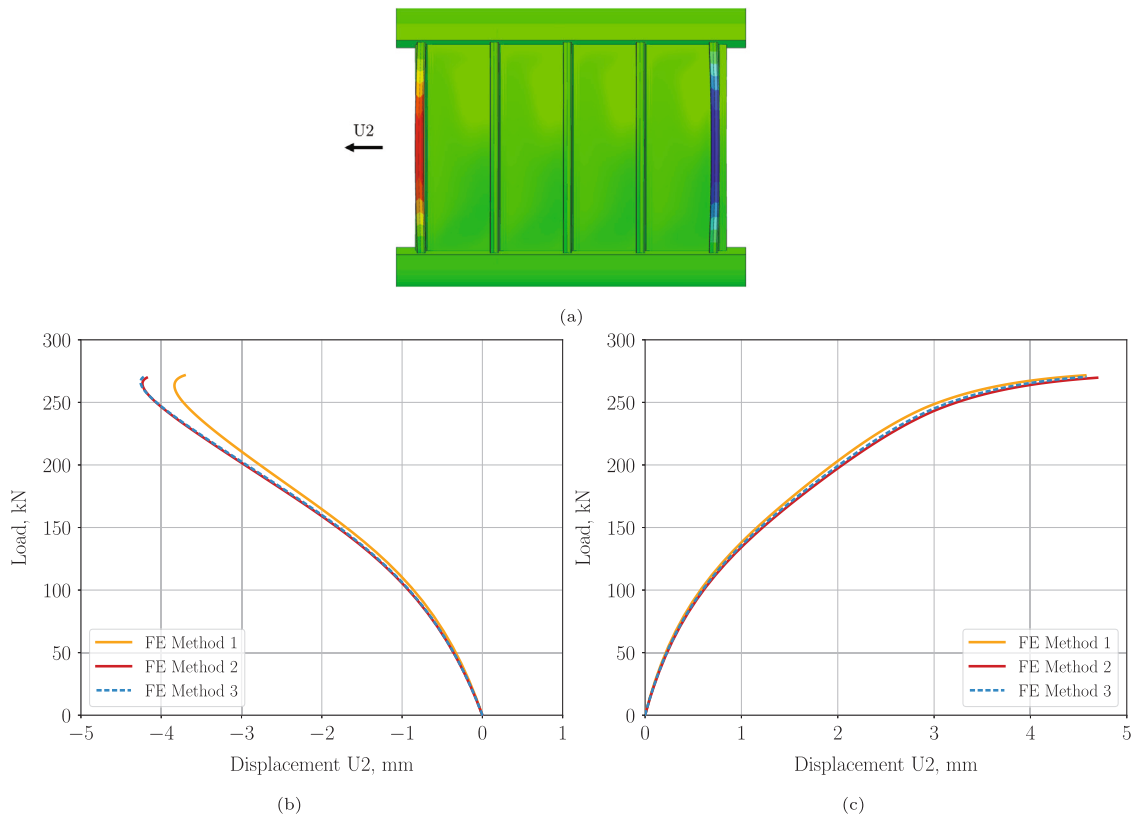 U2
(a)
300
250
200
150
100
50
0
Load, kN
FE Method 1
FE Method 2
FE Method 3
−5 −4 −3 −2 −1 0 1
Displacement U2, mm
(b)
300
250
200
150
100
50
0
Load, kN
FE Method 1
FE Method 2
FE Method 3
0 1 2 3 4 5
Displacement U2, mm
(c)